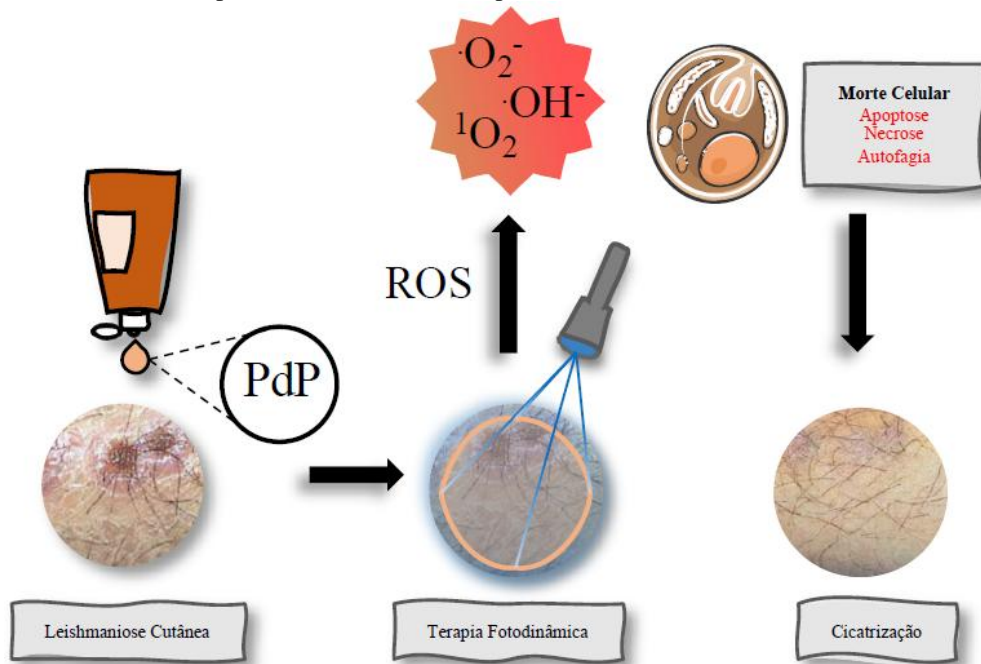 ·O₂⁻
·OH⁻
¹O₂
Morte Celular
Apoptose
Necrose
Autofagia
ROS
PdP
Leishmaniose Cutânea
Terapia Fotodinâmica
Cicatrização